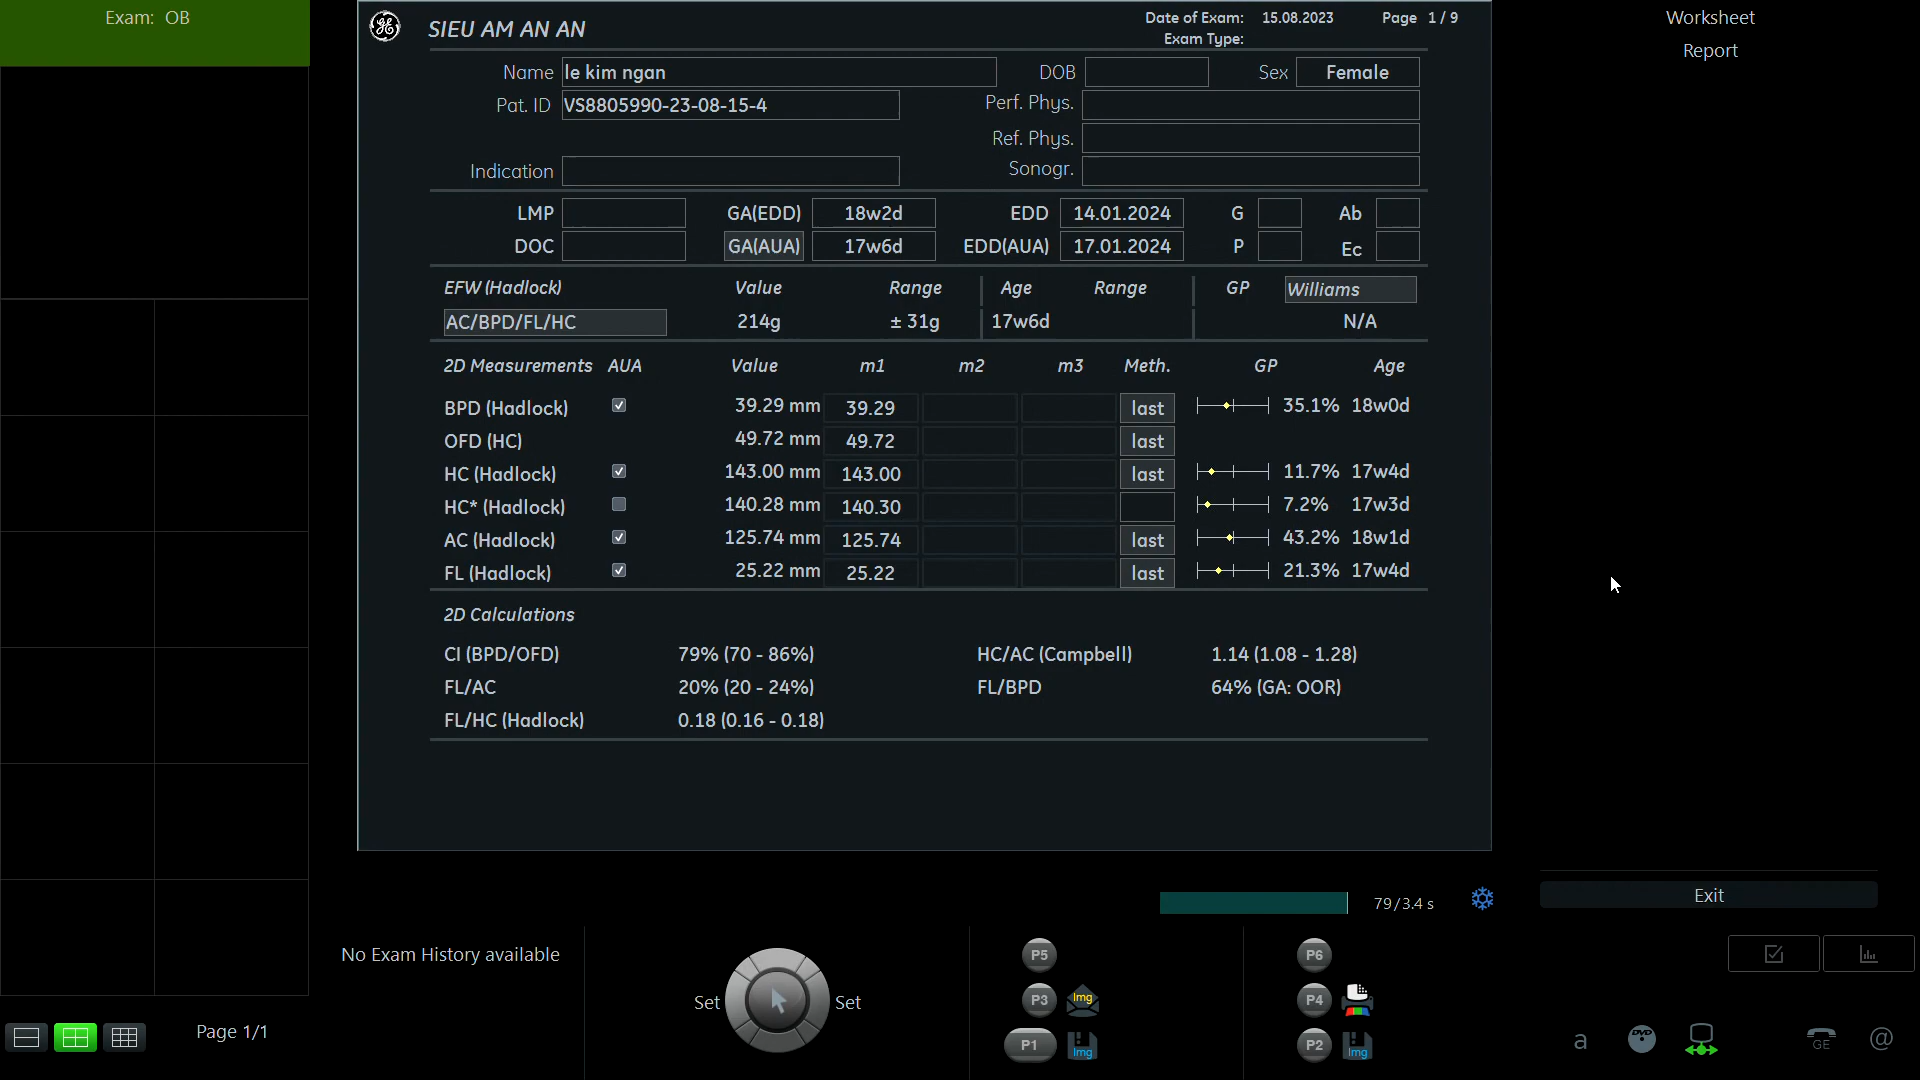 Exam: OB
SIEU AM AN AN
Date of Exam: 15.08.2023 Page 1 / 9
Exam Type:
Name le kim ngan DOB Sex Female
Pat. ID VS8805990-23-08-15-4 Perf. Phys.
Ref. Phys.
Indication Sonogr.
LMP GA(EDD) 18w2d EDD 14.01.2024 G Ab
DOC GA(AUA) 17w6d EDD(AUA) 17.01.2024 P Ec
EFW (Hadlock) Value Range Age Range GP Williams
AC/BPD/FL/HC 214g ± 31g 17w6d N/A
2D Measurements AUA Value m1 m2 m3 Meth. GP Age
BPD (Hadlock) 39.29 mm 39.29 last 35.1% 18w0d
OFD (HC) 49.72 mm 49.72 last
HC (Hadlock) 143.00 mm 143.00 last 11.7% 17w4d
HC* (Hadlock) 140.28 mm 140.30 7.2% 17w3d
AC (Hadlock) 125.74 mm 125.74 last 43.2% 18w1d
FL (Hadlock) 25.22 mm 25.22 last 21.3% 17w4d
2D Calculations
CI (BPD/OFD) 79% (70 - 86%) HC/AC (Campbell) 1.14 (1.08 - 1.28)
FL/AC 20% (20 - 24%) FL/BPD 64% (GA: OOR)
FL/HC (Hadlock) 0.18 (0.16 - 0.18)
Worksheet
Report
79/3.4 s
Exit
No Exam History available
Set Set
P5 P6
P3 Img P4
P1 Img P2 Img
Page 1/1
a DVD GE @